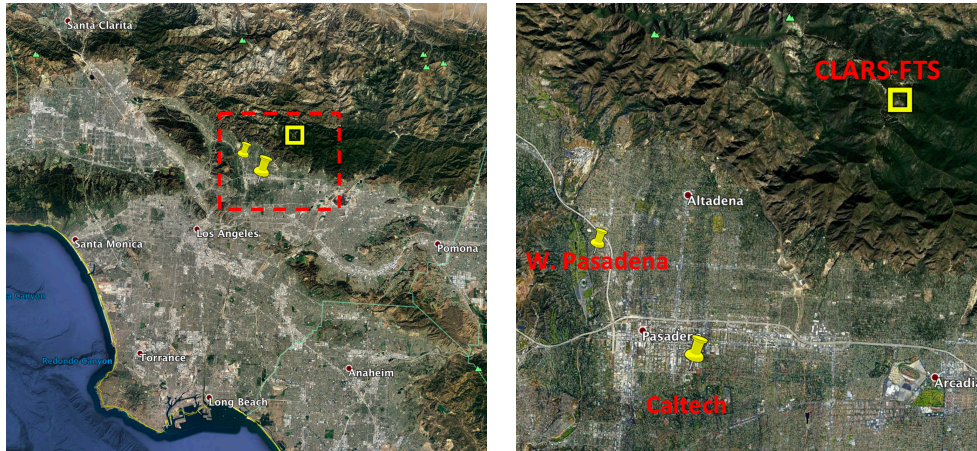 Santa Clarita
Los Angeles
Santa Monica
Pomona
Redondo Canyon
Torrance
Anaheim
Long Beach
CLARS-FTS
Altadena
W. Pasadena
Pasaden
Caltech
Arcadia